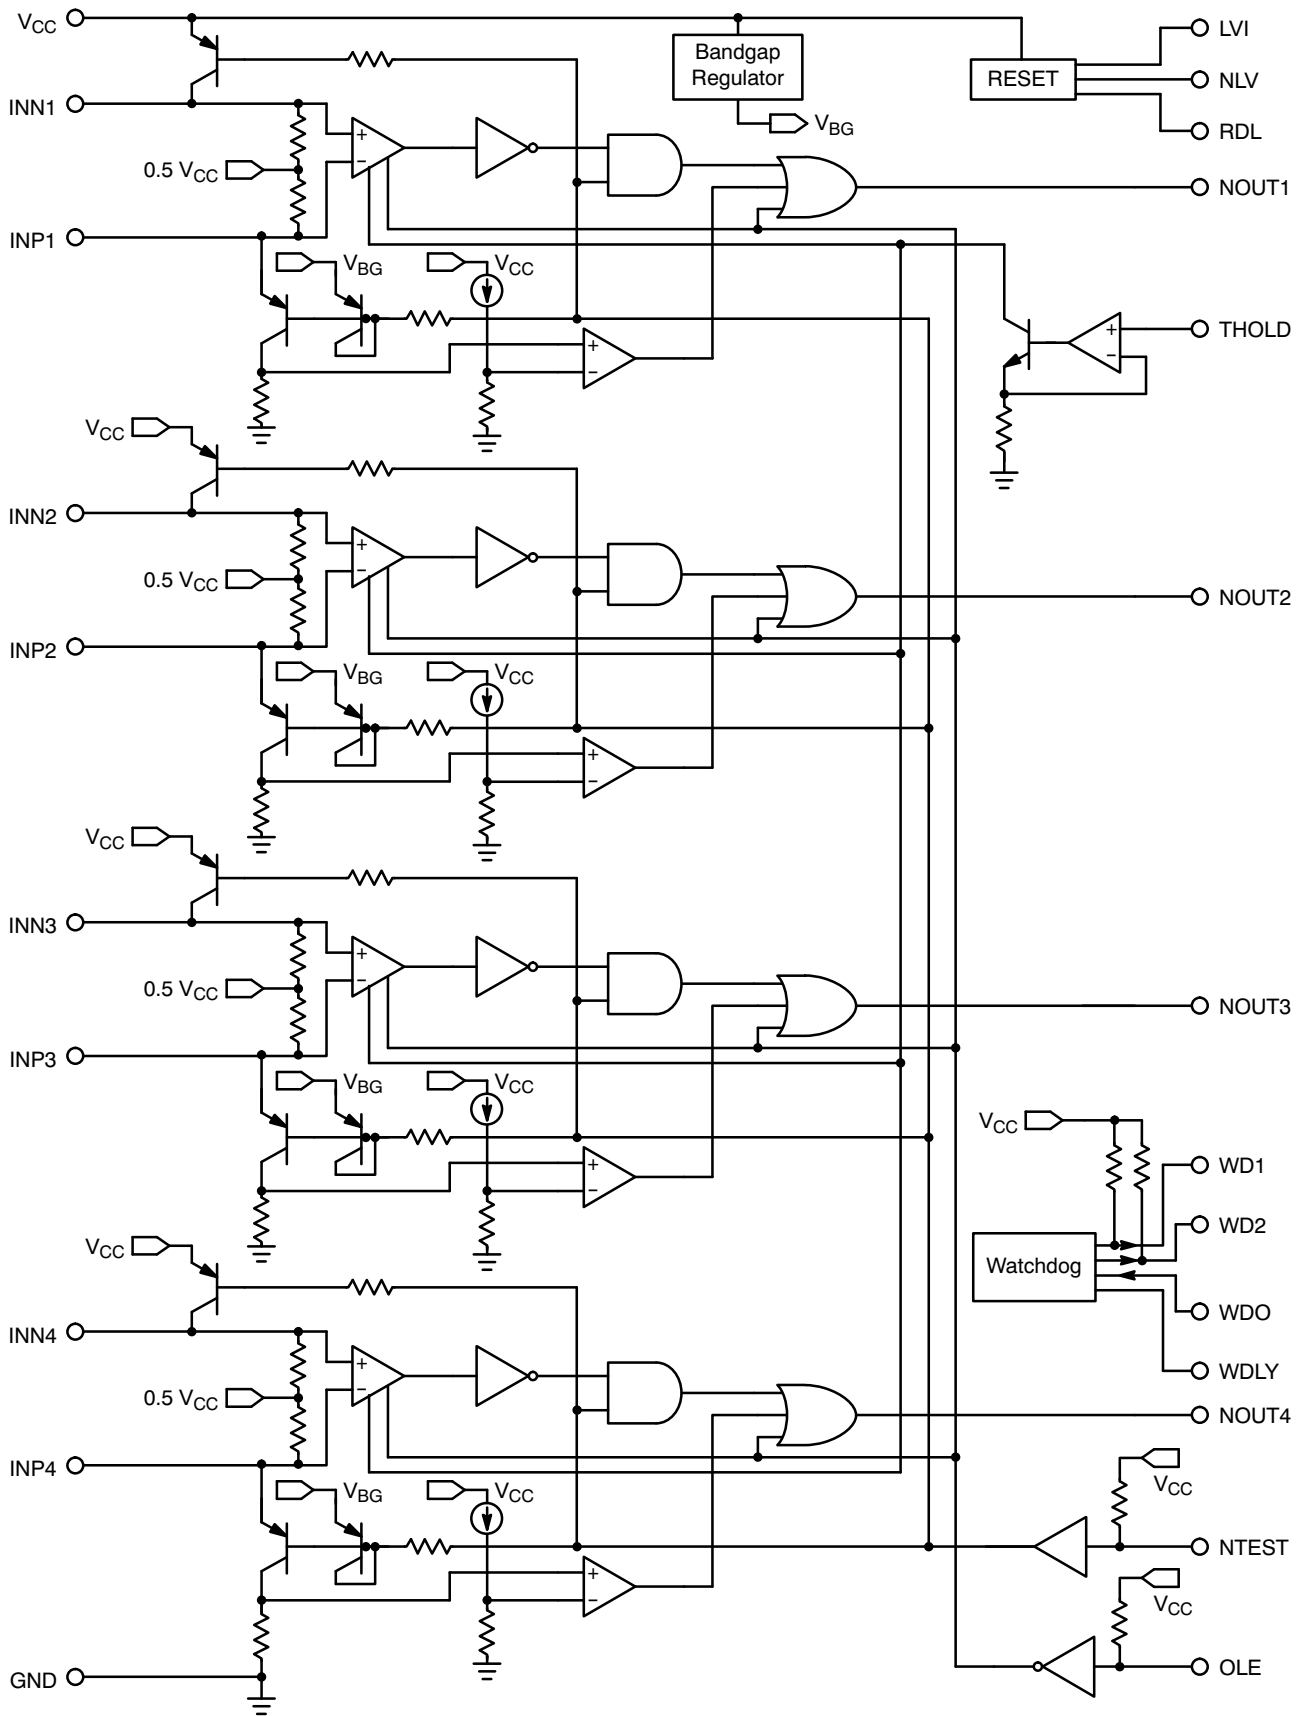 VCC
LVI
Bandgap
Regulator
RESET
NLV
INN1
VBG
RDL
+
−
0.5 VCC
NOUT1
INP1
VBG
VCC
THOLD
+
−
+
−
VCC
INN2
+
−
0.5 VCC
NOUT2
INP2
VBG
VCC
+
−
VCC
INN3
+
−
0.5 VCC
NOUT3
INP3
VBG
VCC
VCC
WD1
+
−
WD2
VCC
Watchdog
WDO
INN4
+
−
WDLY
0.5 VCC
NOUT4
INP4
VBG
VCC
VCC
NTEST
+
−
VCC
GND
OLE